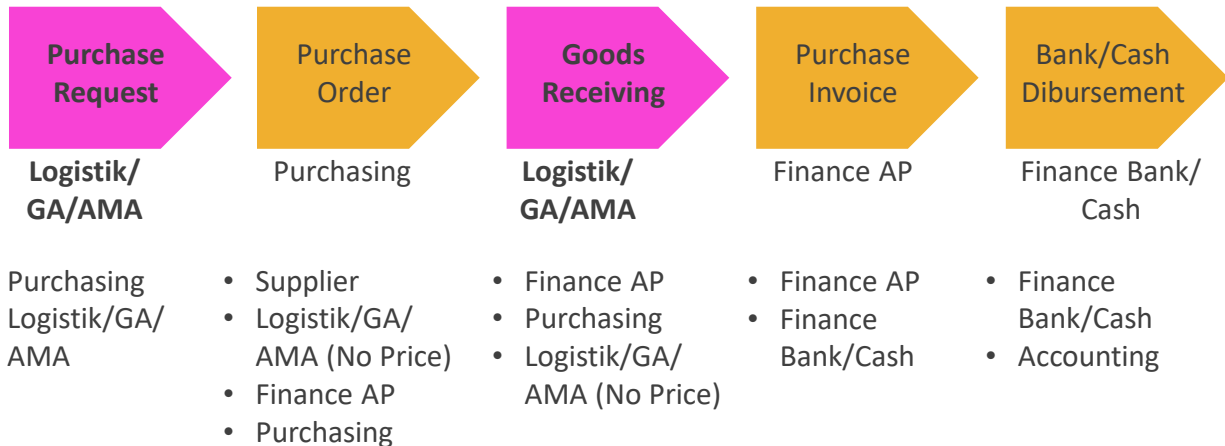 Purchase
Request
Purchase
Order
Goods
Receiving
Purchase
Invoice
Bank/Cash
Dibursement
Logistik/
GA/AMA
Purchasing
Logistik/
GA/AMA
Finance AP
Finance Bank/
Cash
Purchasing
Logistik/GA/
AMA
• Supplier
• Logistik/GA/
AMA (No Price)
• Finance AP
• Purchasing
• Finance AP
• Purchasing
• Logistik/GA/
AMA (No Price)
• Finance AP
• Finance
Bank/Cash
• Finance
Bank/Cash
• Accounting